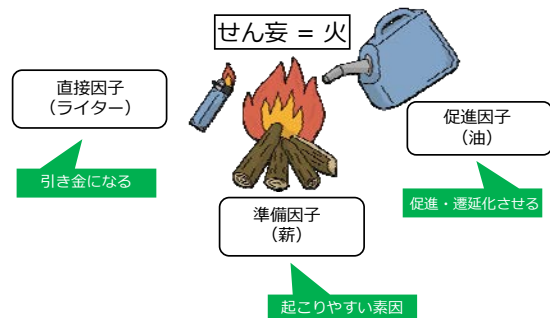 せん妄 = 火
直接因子
（ライター）
引き金になる
促進因子
（油）
促進・遷延化させる
準備因子
（薪）
起こりやすい素因